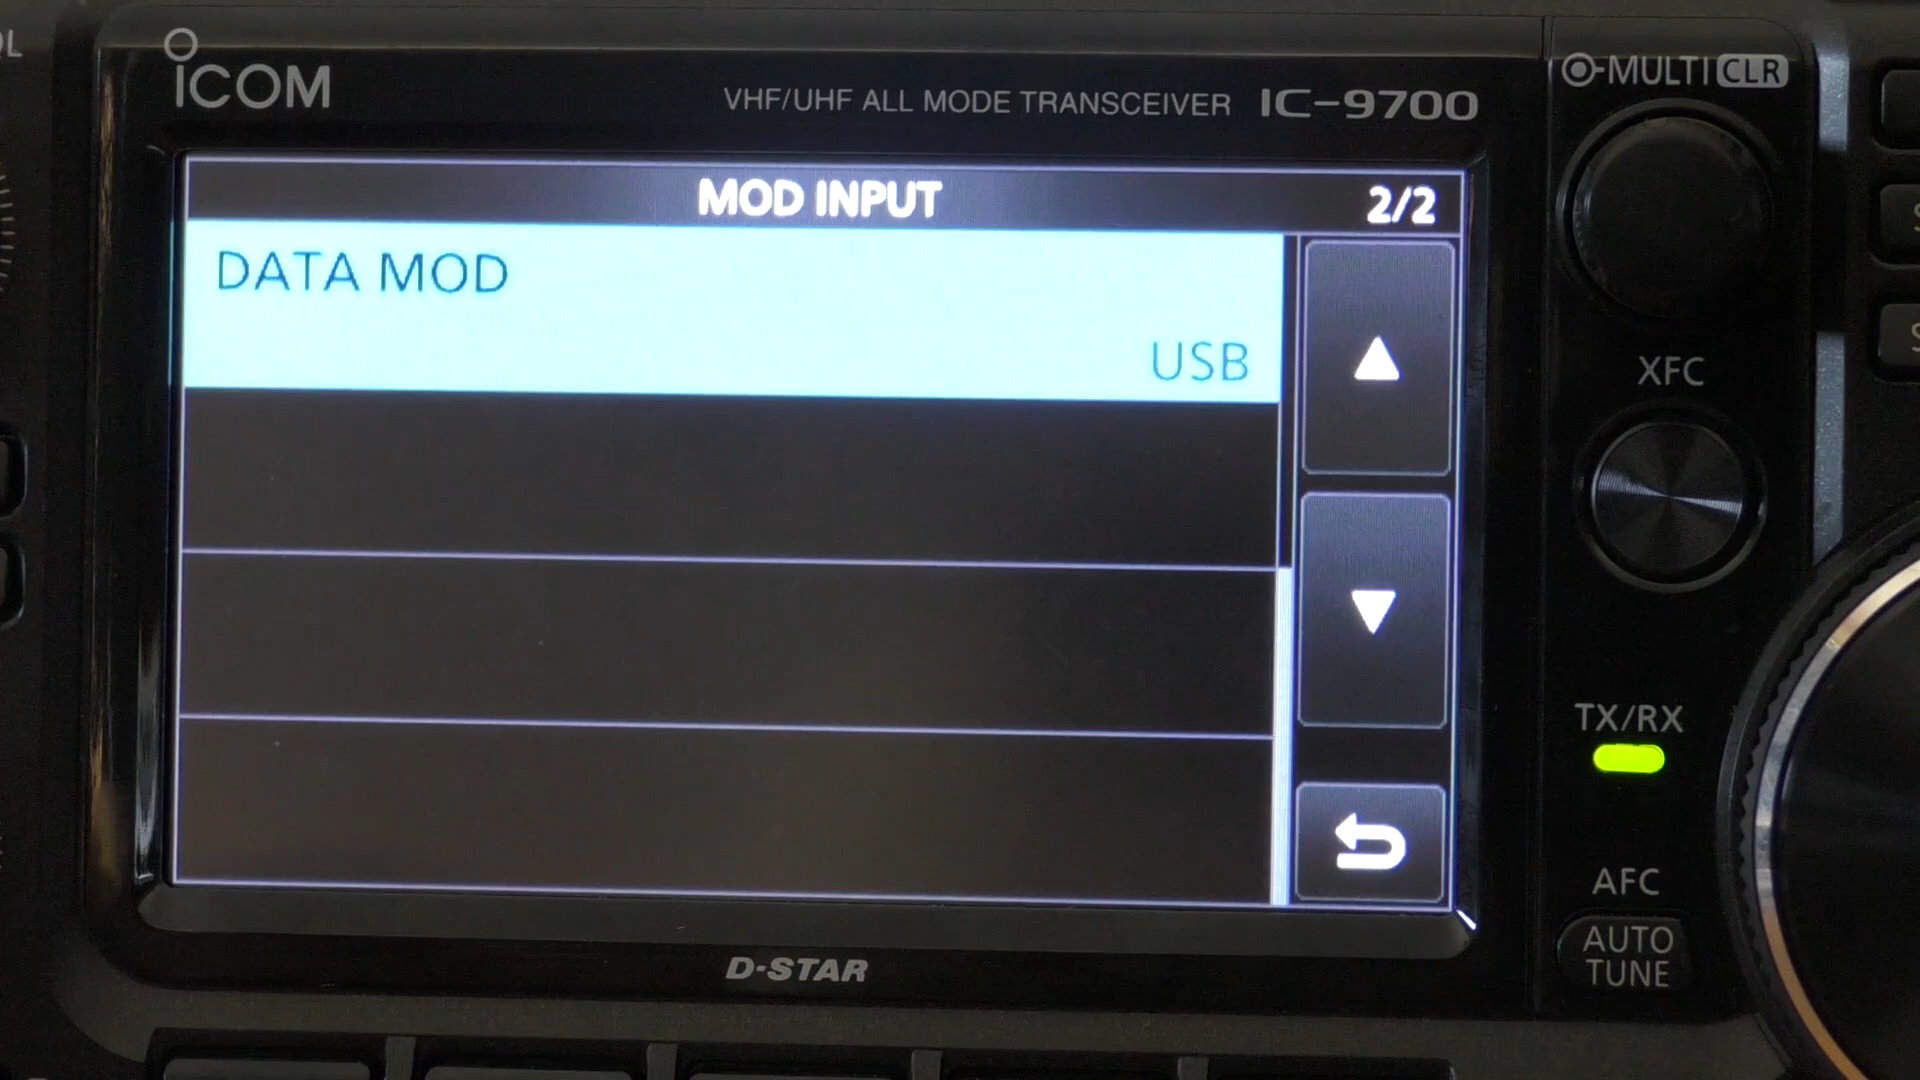 ICOM
VHF/UHF ALL MODE TRANSCEIVER IC-9700
MULTI CLR
MOD INPUT 2/2
DATA MOD
USB
XFC
TX/RX
AFC
AUTO
TUNE
D-STAR